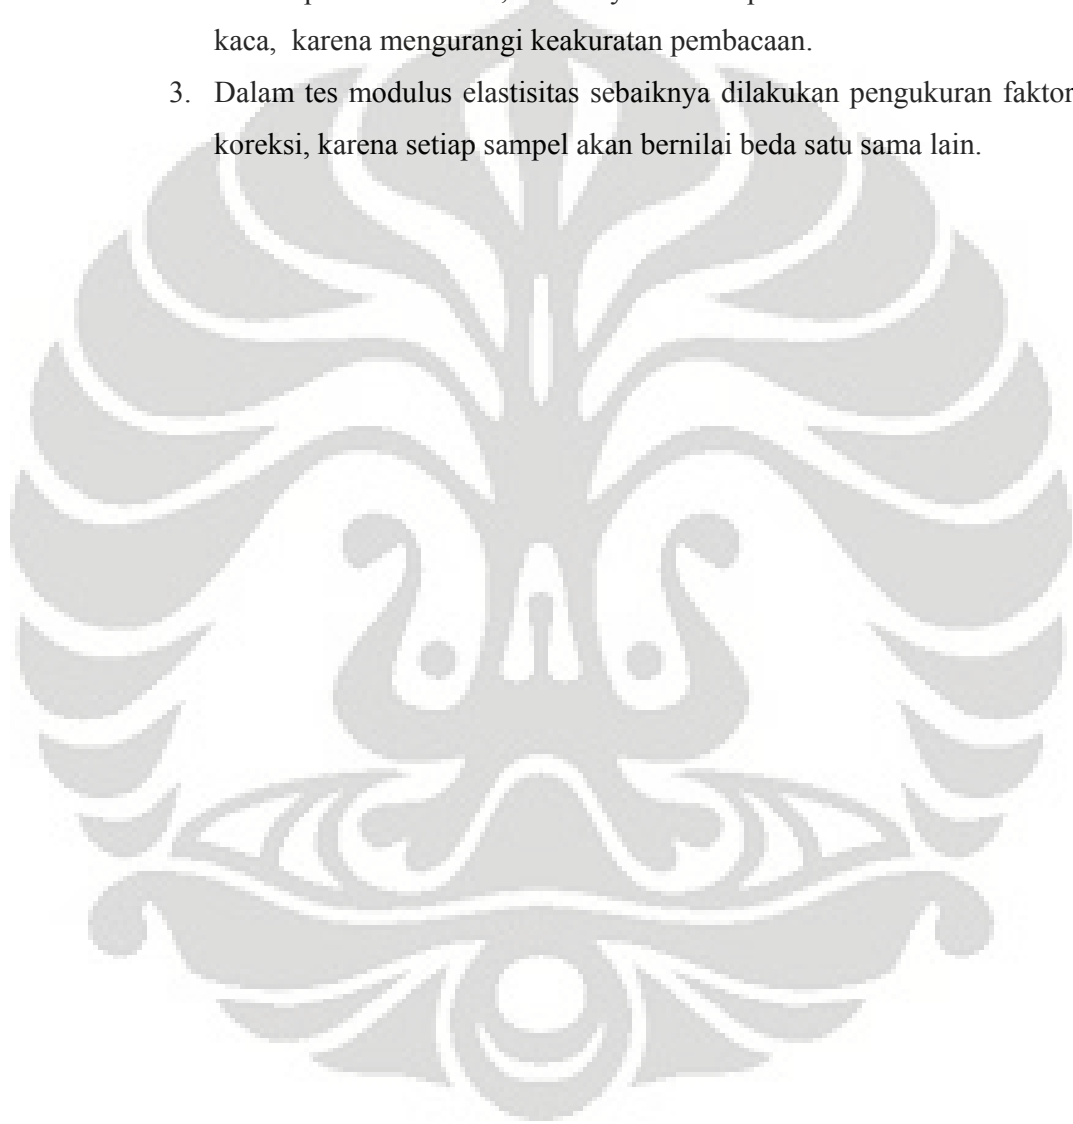 kaca, karena mengurangi keakuratan pembacaan.
3. Dalam tes modulus elastisitas sebaiknya dilakukan pengukuran faktor
koreksi, karena setiap sampel akan bernilai beda satu sama lain.